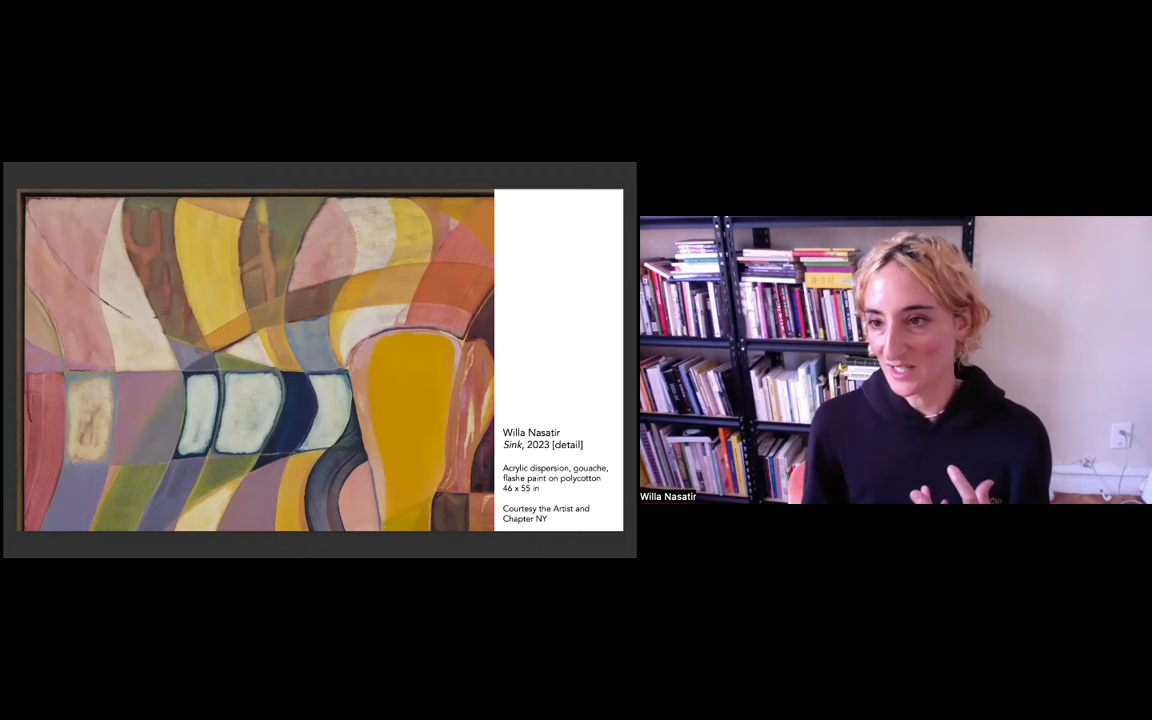 Willa Nasatir
Sink, 2023 [detail]
Acrylic dispersion, gouache,
flashe paint on polycotton
46 x 55 in
Courtesy the Artist and
Chapter NY
Willa Nasatir